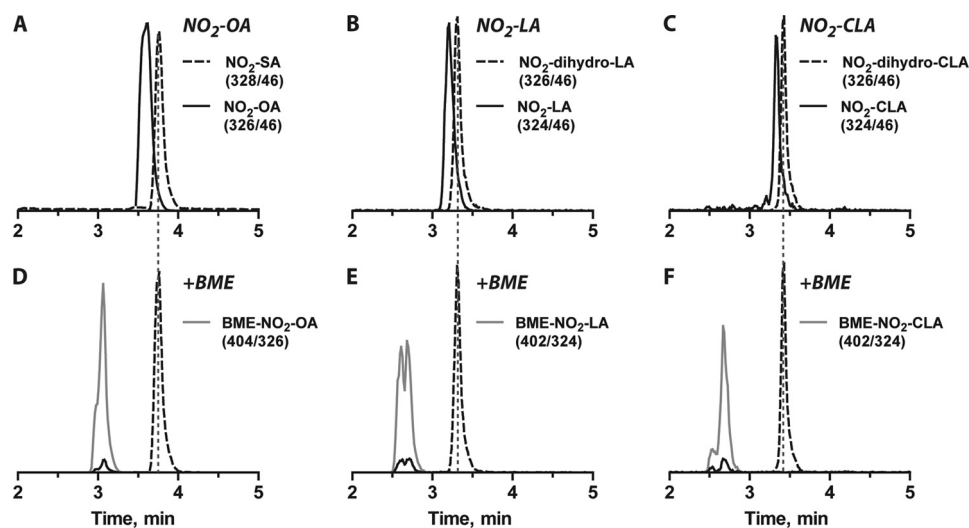 A
NO2-OA
NO2-SA
(328/46)
NO2-OA
(326/46)
2 3 4 5
B
NO2-LA
NO2-dihydro-LA
(326/46)
NO2-LA
(324/46)
2 3 4 5
C
NO2-CLA
NO2-dihydro-CLA
(326/46)
NO2-CLA
(324/46)
2 3 4 5
D
+BME
BME-NO2-OA
(404/326)
2 3 4 5
Time, min
E
+BME
BME-NO2-LA
(402/324)
2 3 4 5
Time, min
F
+BME
BME-NO2-CLA
(402/324)
2 3 4 5
Time, min